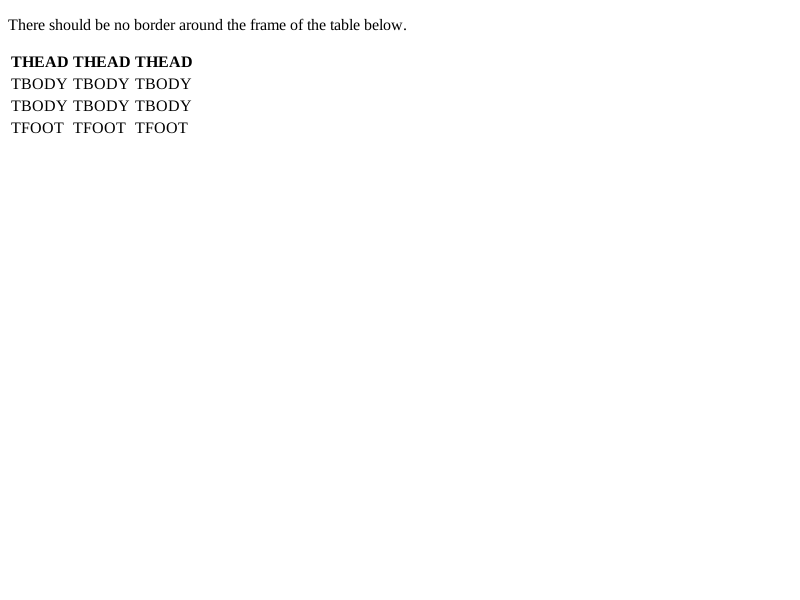 There should be no border around the frame of the table below.
THEAD THEAD THEAD
TBODY TBODY TBODY
TBODY TBODY TBODY
TFOOT TFOOT TFOOT